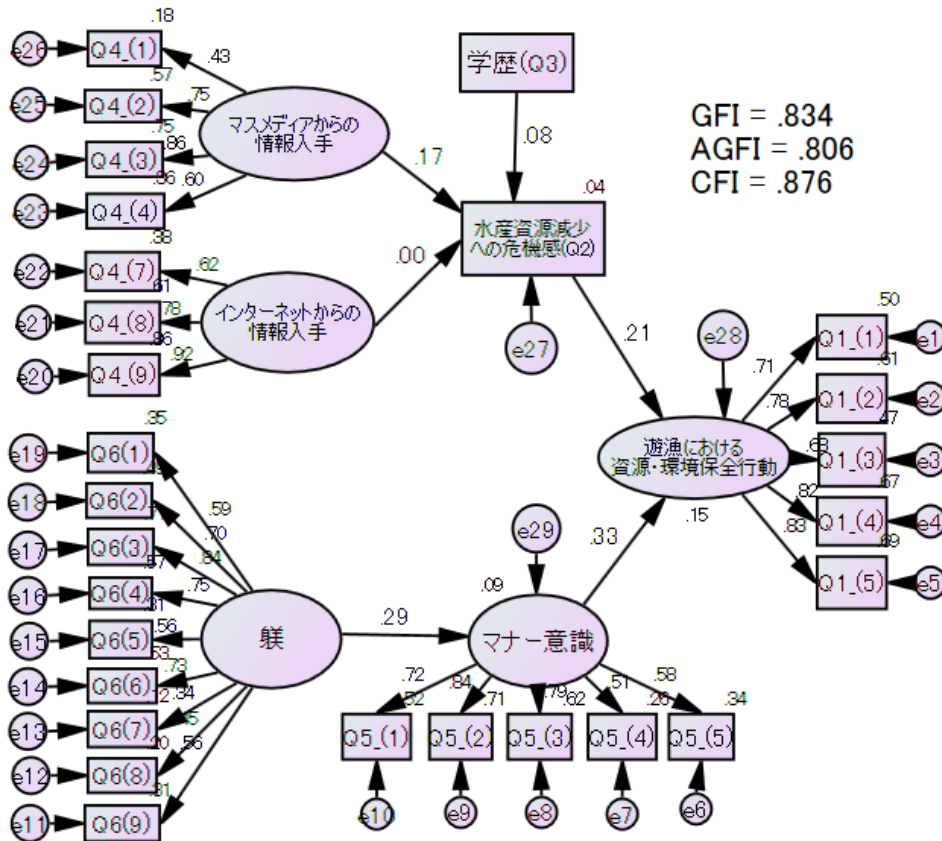 .18
e26
Q4_(1)
.43
.57
e25
Q4_(2)
.75
.75
e24
Q4_(3)
.86
.36
e23
Q4_(4)
.60
マスメディアからの
情報入手
.17
学歴(Q3)
.08
GFI = .834
AGFI = .806
CFI = .876
.04
水産資源減少
への危機感(Q2)
e27
.38
e22
Q4_(7)
.62
.61
e21
Q4_(8)
.78
.86
e20
Q4_(9)
.92
インターネットからの
情報入手
.00
.21
e28
遊漁における
資源・環境保全行動
.15
.50
.71
Q1_(1)
e1
.61
.78
Q1_(2)
e2
.47
.68
Q1_(3)
e3
.67
.82
Q1_(4)
e4
.69
.83
Q1_(5)
e5
.35
e19
Q6(1)
.59
e18
Q6(2)
.70
e17
Q6(3)
.84
.57
e16
Q6(4)
.75
.31
e15
Q6(5)
.56
.53
e14
Q6(6)
.73
e13
Q6(7)
.34
.20
e12
Q6(8)
.56
.31
e11
Q6(9)
躾
.29
e29
.09
マナー意識
.33
.72
.84
.79
.51
.58
.52
.71
.62
.26
.34
Q5_(1)
Q5_(2)
Q5_(3)
Q5_(4)
Q5_(5)
e10
e9
e8
e7
e6